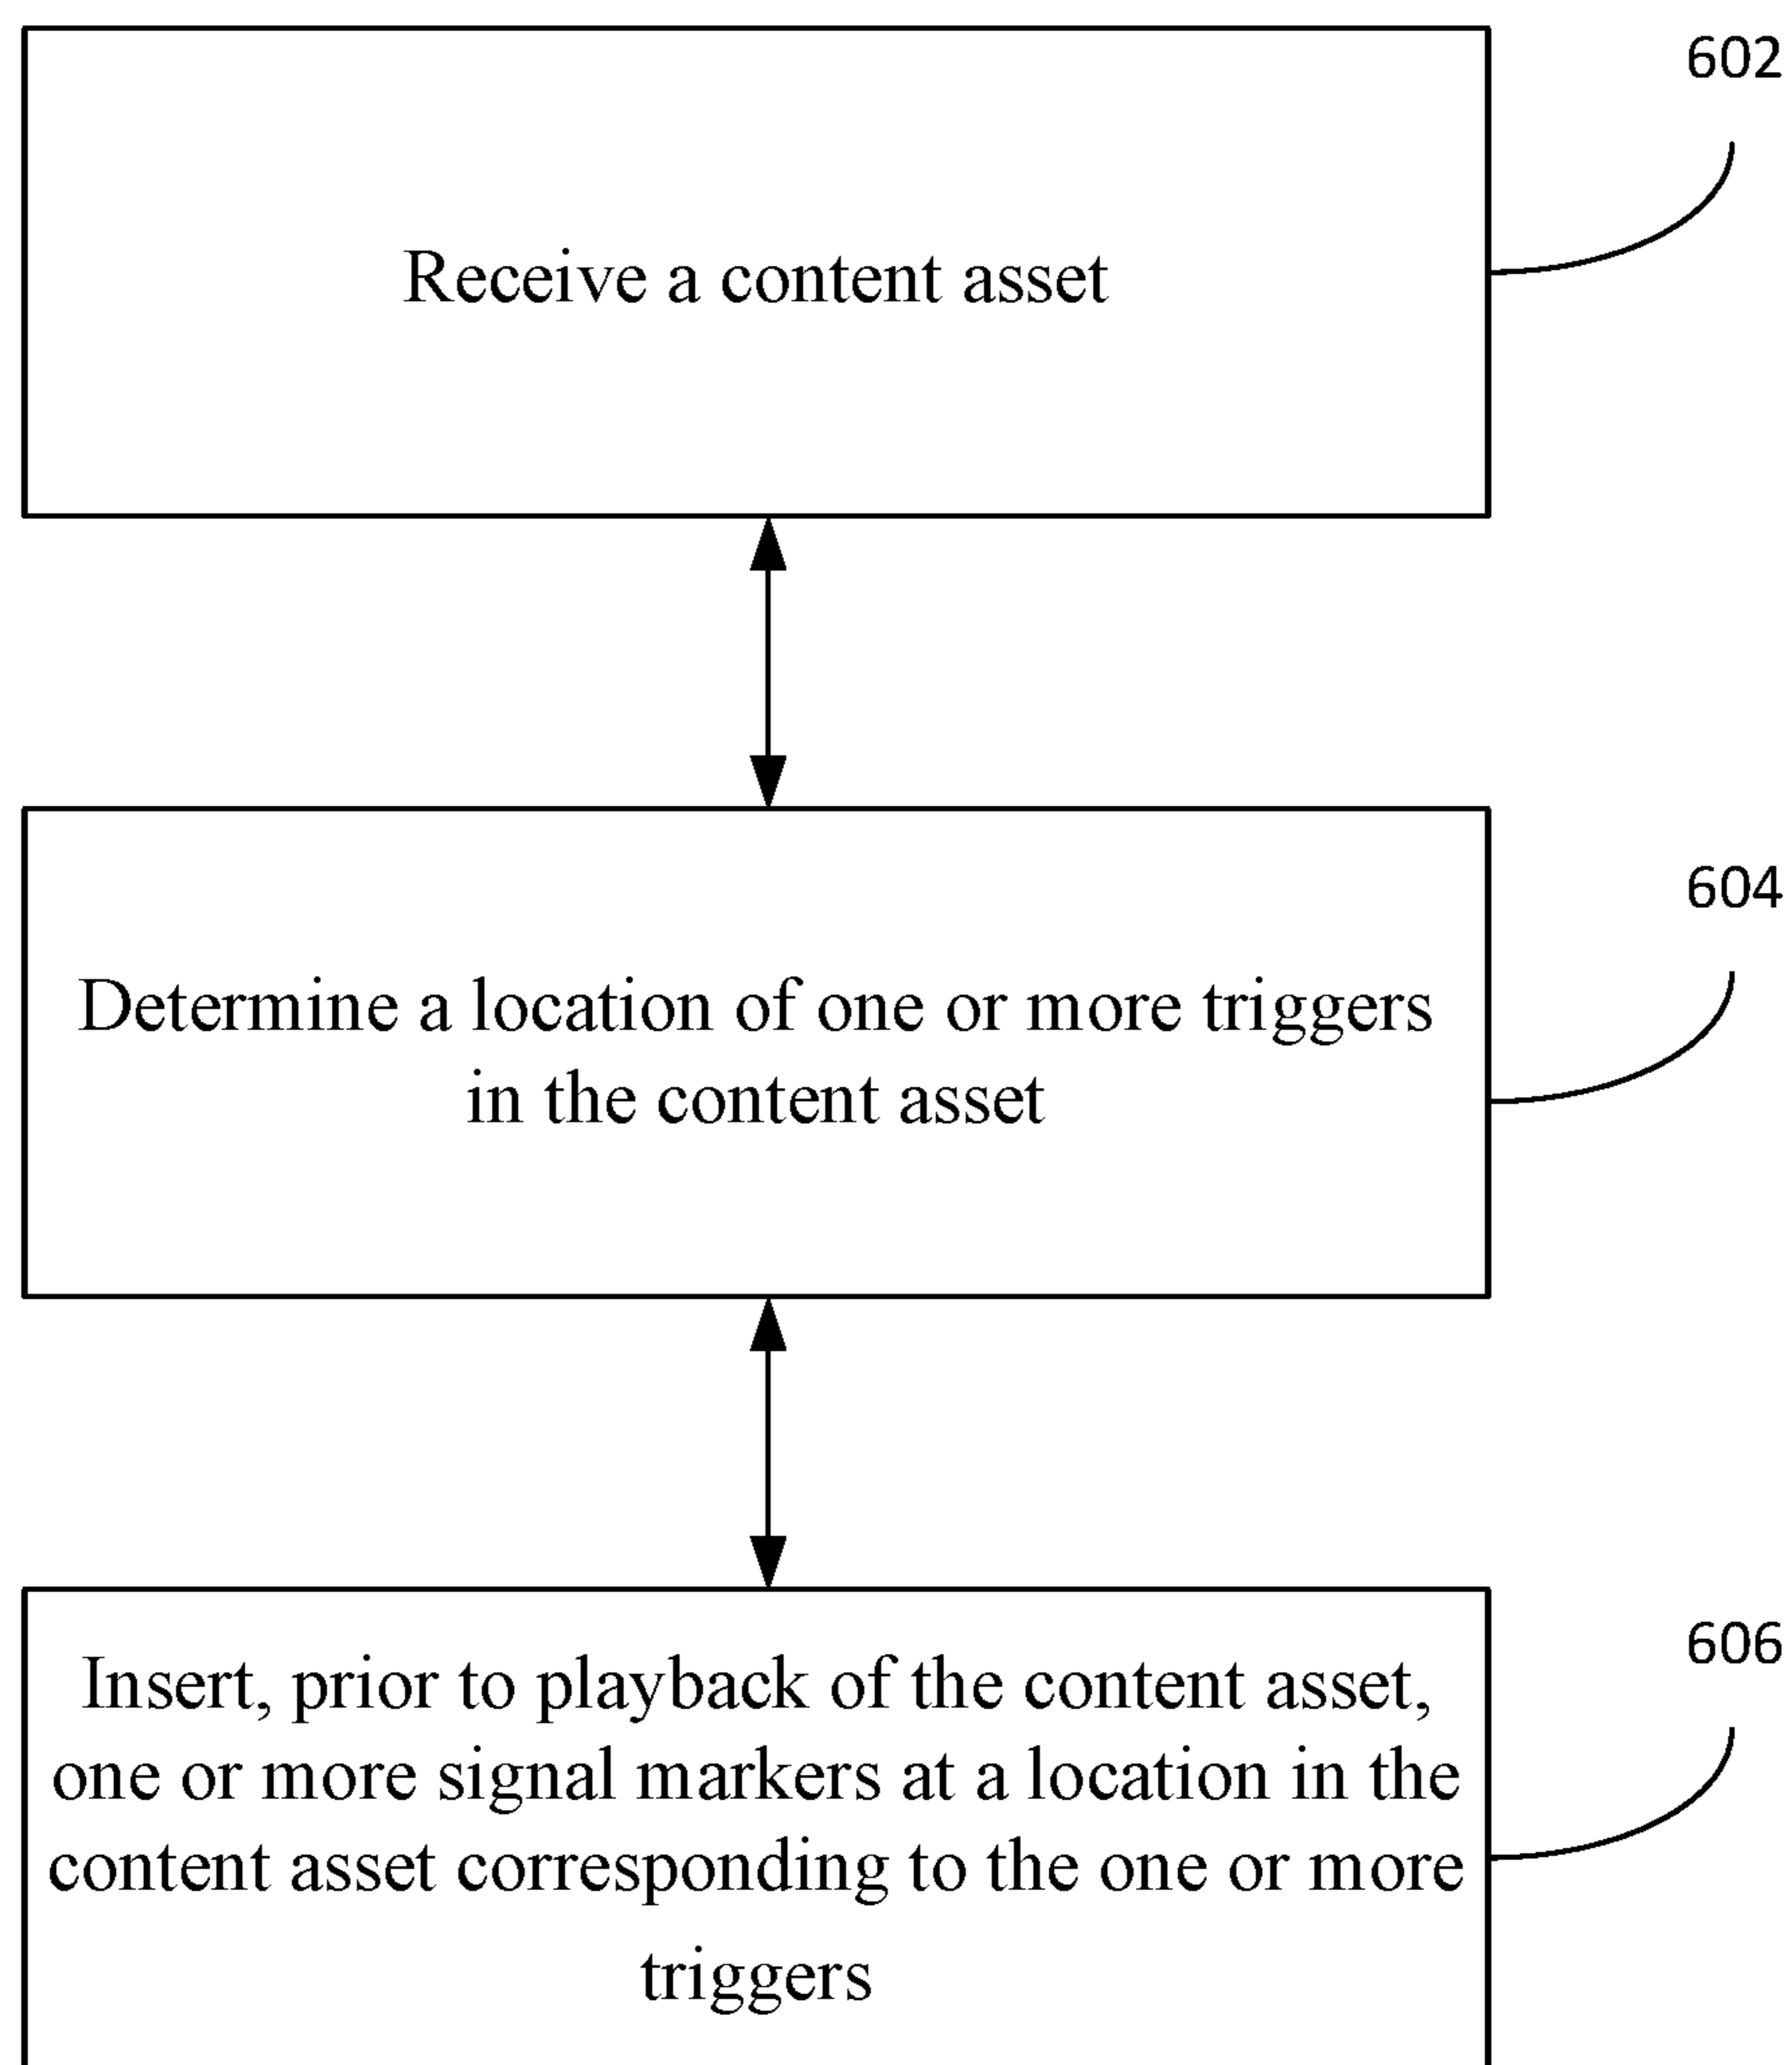 602
Receive a content asset
604
Determine a location of one or more triggers
in the content asset
606
Insert, prior to playback of the content asset,
one or more signal markers at a location in the
content asset corresponding to the one or more
triggers